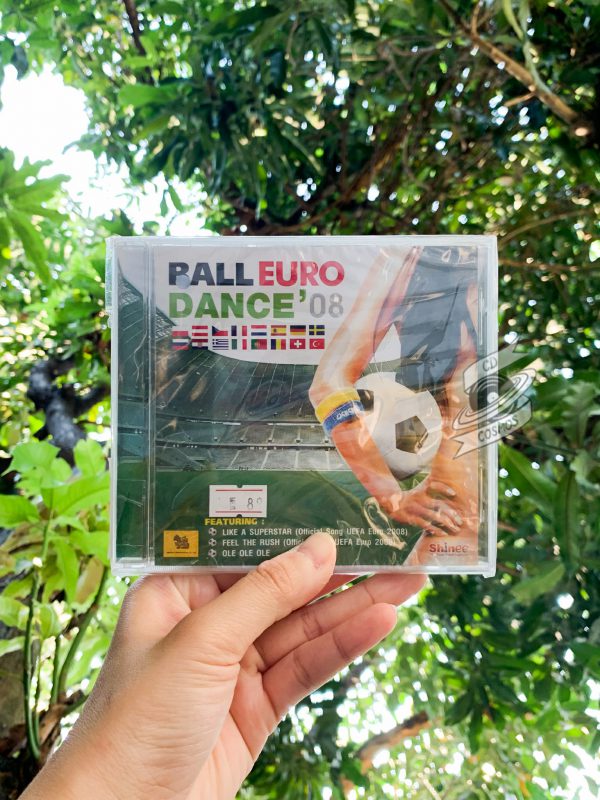 BALL EURO
DANCE '08
FEATURING :
LIKE A SUPERSTAR (Official Song UEFA Euro 2008)
FEEL THE RUSH (Official UEFA Euro 2008)
OLE OLE OLE
Shinee
CD
COSMOS